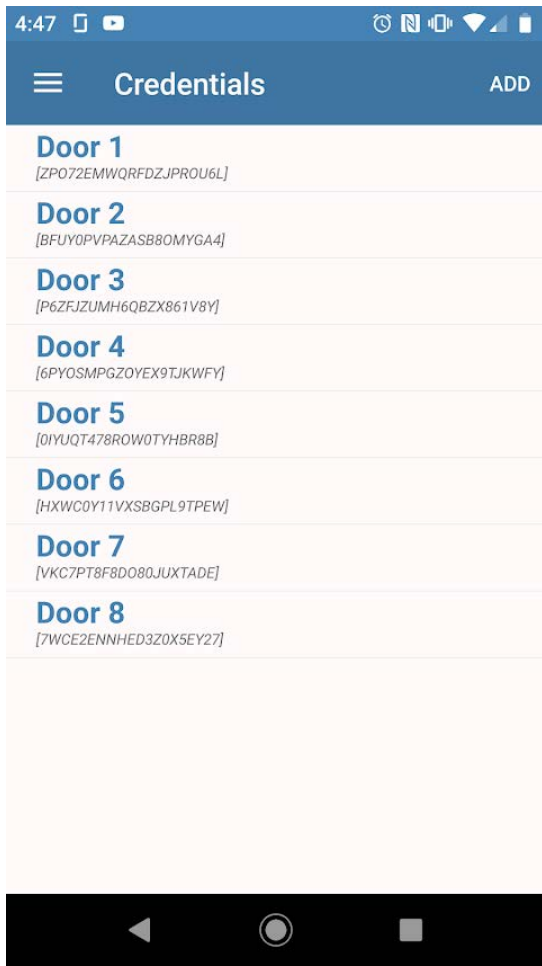 4:47
Credentials
ADD
Door 1
[ZPO72EMWQRFDZJPROU6L]
Door 2
[BFUY0PVPAZASB8OMYGA4]
Door 3
[P6ZFJZUMH6QBZX861V8Y]
Door 4
[6PYOSMPGZOYEX9TJKWFY]
Door 5
[0IYUQT478ROW0TYHBR8B]
Door 6
[HXWC0Y11VXSBGPL9TPEW]
Door 7
[VKC7PT8F8DO80JUXTADE]
Door 8
[7WCE2ENNHED3Z0X5EY27]